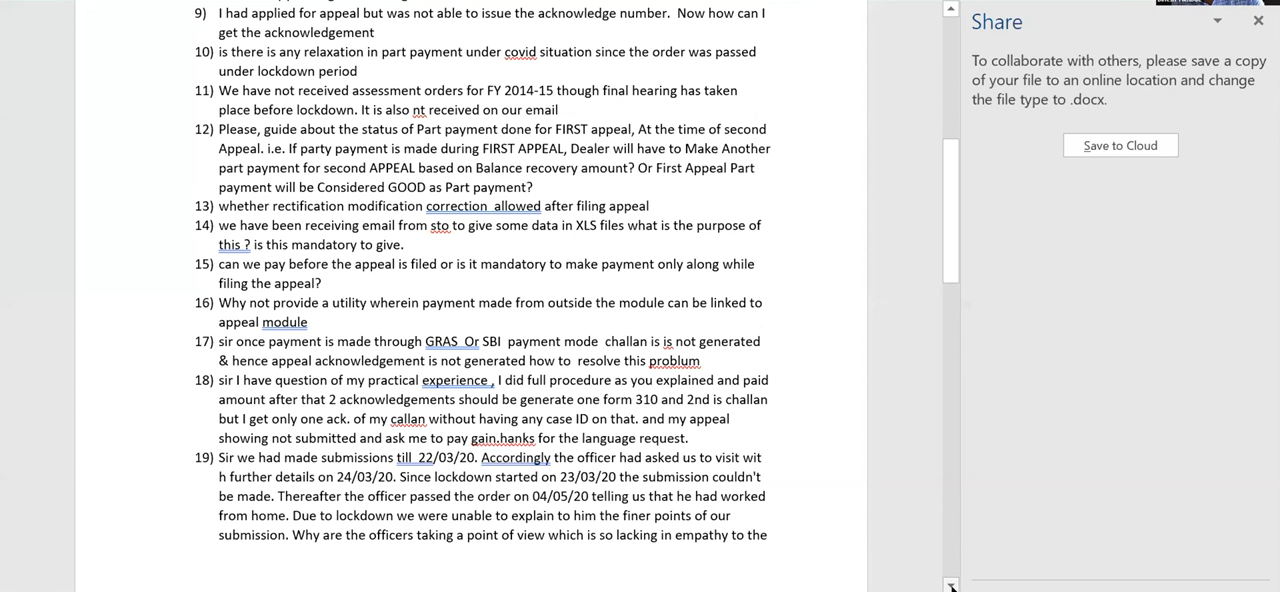 9) I had applied for appeal but was not able to issue the acknowledge number. Now how can I
get the acknowledgement
10) is there is any relaxation in part payment under covid situation since the order was passed
under lockdown period
11) We have not received assessment orders for FY 2014-15 though final hearing has taken
place before lockdown. It is also nt received on our email
12) Please, guide about the status of Part payment done for FIRST appeal, At the time of second
Appeal. i.e. If party payment is made during FIRST APPEAL, Dealer will have to Make Another
part payment for second APPEAL based on Balance recovery amount? Or First Appeal Part
payment will be Considered GOOD as Part payment?
13) whether rectification modification correction allowed after filing appeal
14) we have been receiving email from sto to give some data in XLS files what is the purpose of
this ? is this mandatory to give.
15) can we pay before the appeal is filed or is it mandatory to make payment only along while
filing the appeal?
16) Why not provide a utility wherein payment made from outside the module can be linked to
appeal module
17) sir once payment is made through GRAS Or SBI payment mode challan is is not generated
& hence appeal acknowledgement is not generated how to resolve this problum
18) sir I have question of my practical experience , I did full procedure as you explained and paid
amount after that 2 acknowledgements should be generate one form 310 and 2nd is challan
but I get only one ack. of my callan without having any case ID on that. and my appeal
showing not submitted and ask me to pay gain.hanks for the language request.
19) Sir we had made submissions till 22/03/20. Accordingly the officer had asked us to visit wit
h further details on 24/03/20. Since lockdown started on 23/03/20 the submission couldn't
be made. Thereafter the officer passed the order on 04/05/20 telling us that he had worked
from home. Due to lockdown we were unable to explain to him the finer points of our
submission. Why are the officers taking a point of view which is so lacking in empathy to the
Share
To collaborate with others, please save a copy
of your file to an online location and change
the file type to .docx.
Save to Cloud